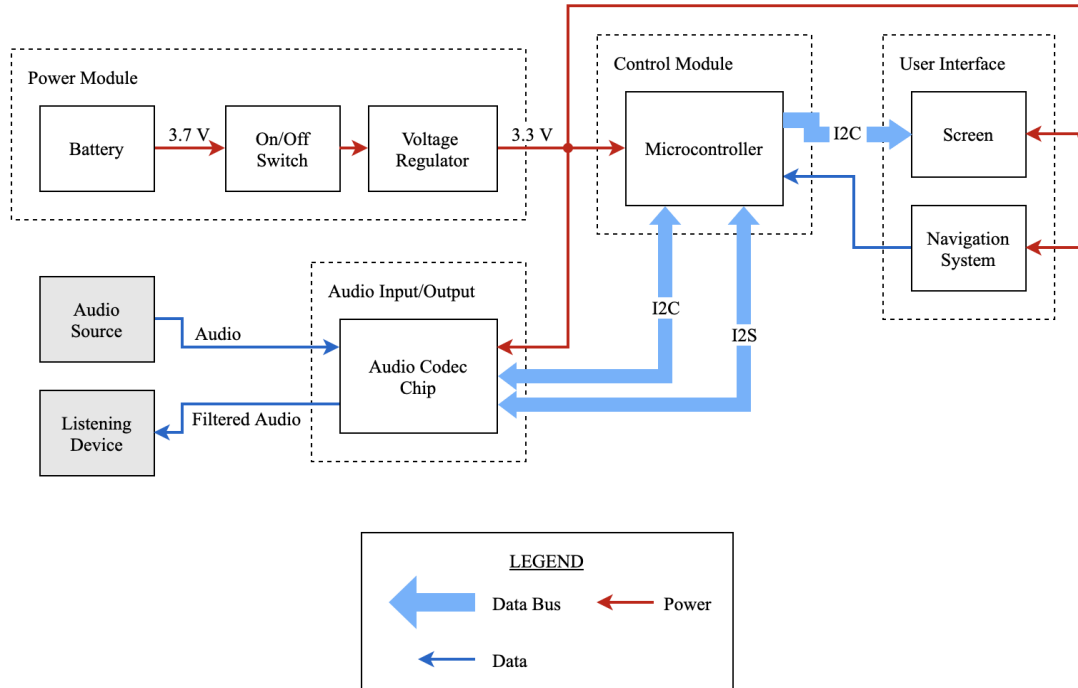 Power Module
Battery
3.7 V
On/Off
Switch
Voltage
Regulator
3.3 V
Control Module
Microcontroller
I2C
User Interface
Screen
Navigation
System
Audio
Source
Audio
Listening
Device
Filtered Audio
Audio Input/Output
Audio Codec
Chip
I2C
I2S
LEGEND
Data Bus
Power
Data